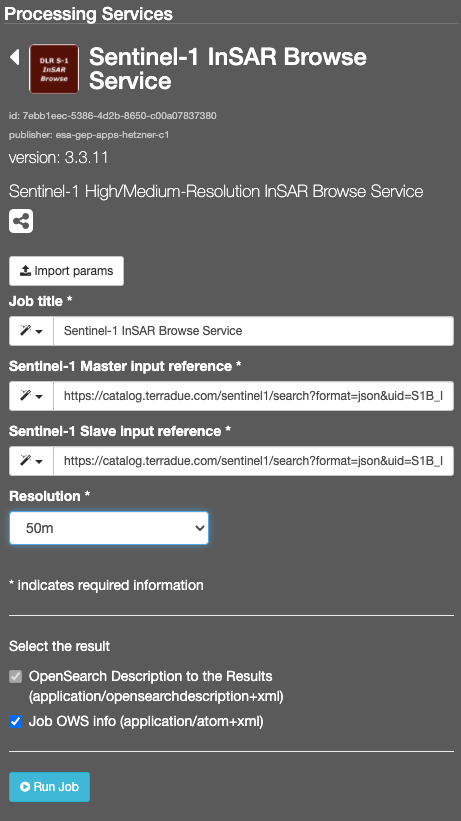 Processing Services
DLR S-1
InSAR
Browse
Sentinel-1 InSAR Browse
Service
id: 7ebb1eec-5386-4d2b-8650-c00a07837380
publisher: esa-gep-apps-hetzner-c1
version: 3.3.11
Sentinel-1 High/Medium-Resolution InSAR Browse Service
Import params
Job title *
Sentinel-1 InSAR Browse Service
Sentinel-1 Master input reference *
https://catalog.terradue.com/sentinel1/search?format=json&uid=S1B_I
Sentinel-1 Slave input reference *
https://catalog.terradue.com/sentinel1/search?format=json&uid=S1B_I
Resolution *
50m
* indicates required information
Select the result
OpenSearch Description to the Results
(application/opensearchdescription+xml)
Job OWS info (application/atom+xml)
Run Job